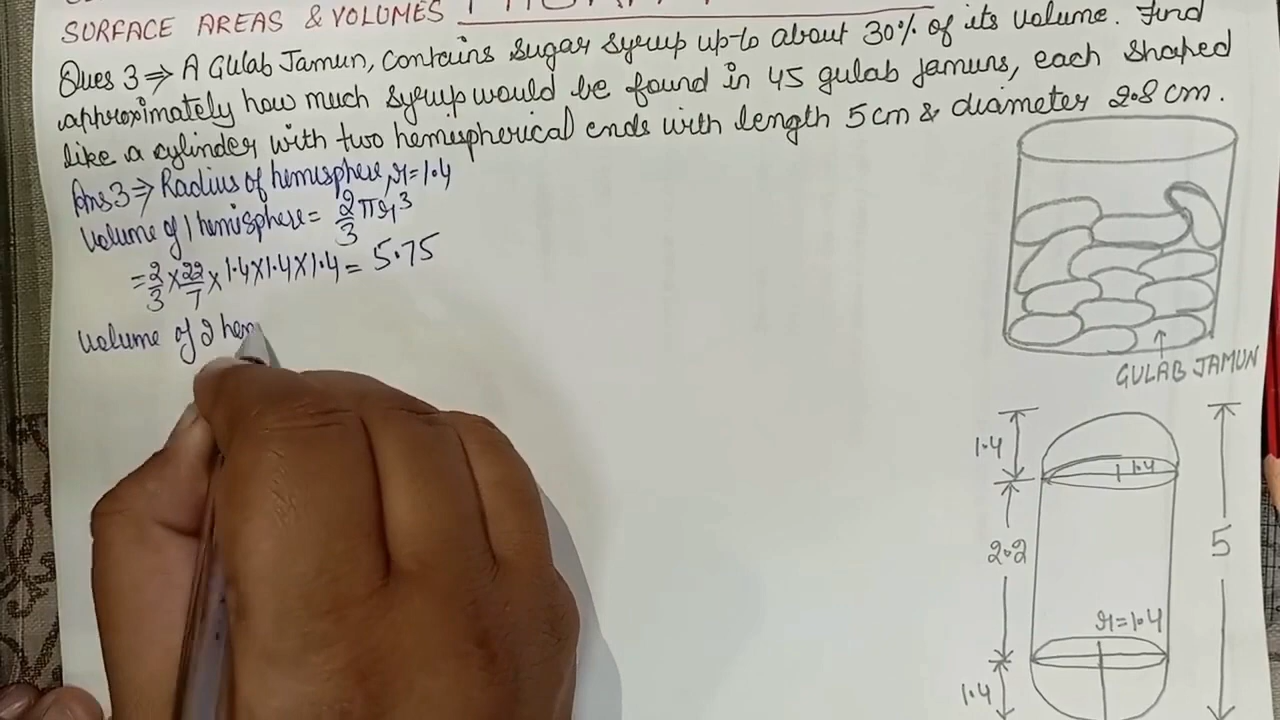 SURFACE AREAS & VOLUMES
Ques 3 ⇒ A Gulab Jamun, contains sugar syrup up to about 30% of its volume. Find
approximately how much syrup would be found in 45 gulab jamuns, each shaped
like a cylinder with two hemispherical ends with length 5 cm & diameter 2.8 cm.
Ans 3 ⇒ Radius of hemisphere, r = 1.4
Volume of 1 hemisphere = 2/3 πr³
= 2/3 × 22/7 × 1.4 × 1.4 × 1.4 = 5.75
Volume of 2 hem
GULAB JAMUN
1.4
1.4
2.2
5
r = 1.4
1.4